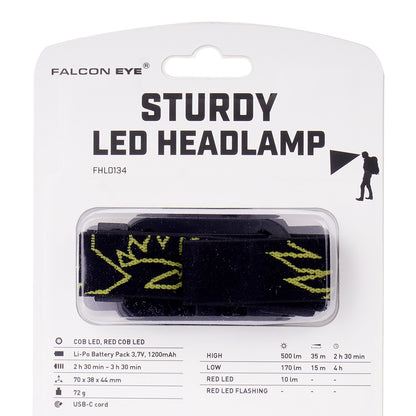 FALCON EYE®
STURDY
LED HEADLAMP
FHL0134
COB LED, RED COB LED
Li-Po Battery Pack 3,7V, 1200mAh
2 h 30 min – 3 h 30 min
70 x 38 x 44 mm
72 g
USB-C cord
HIGH 500 lm 35 m 2 h 30 min
LOW 170 lm 15 m 4 h
RED LED 10 lm - -
RED LED FLASHING - - -